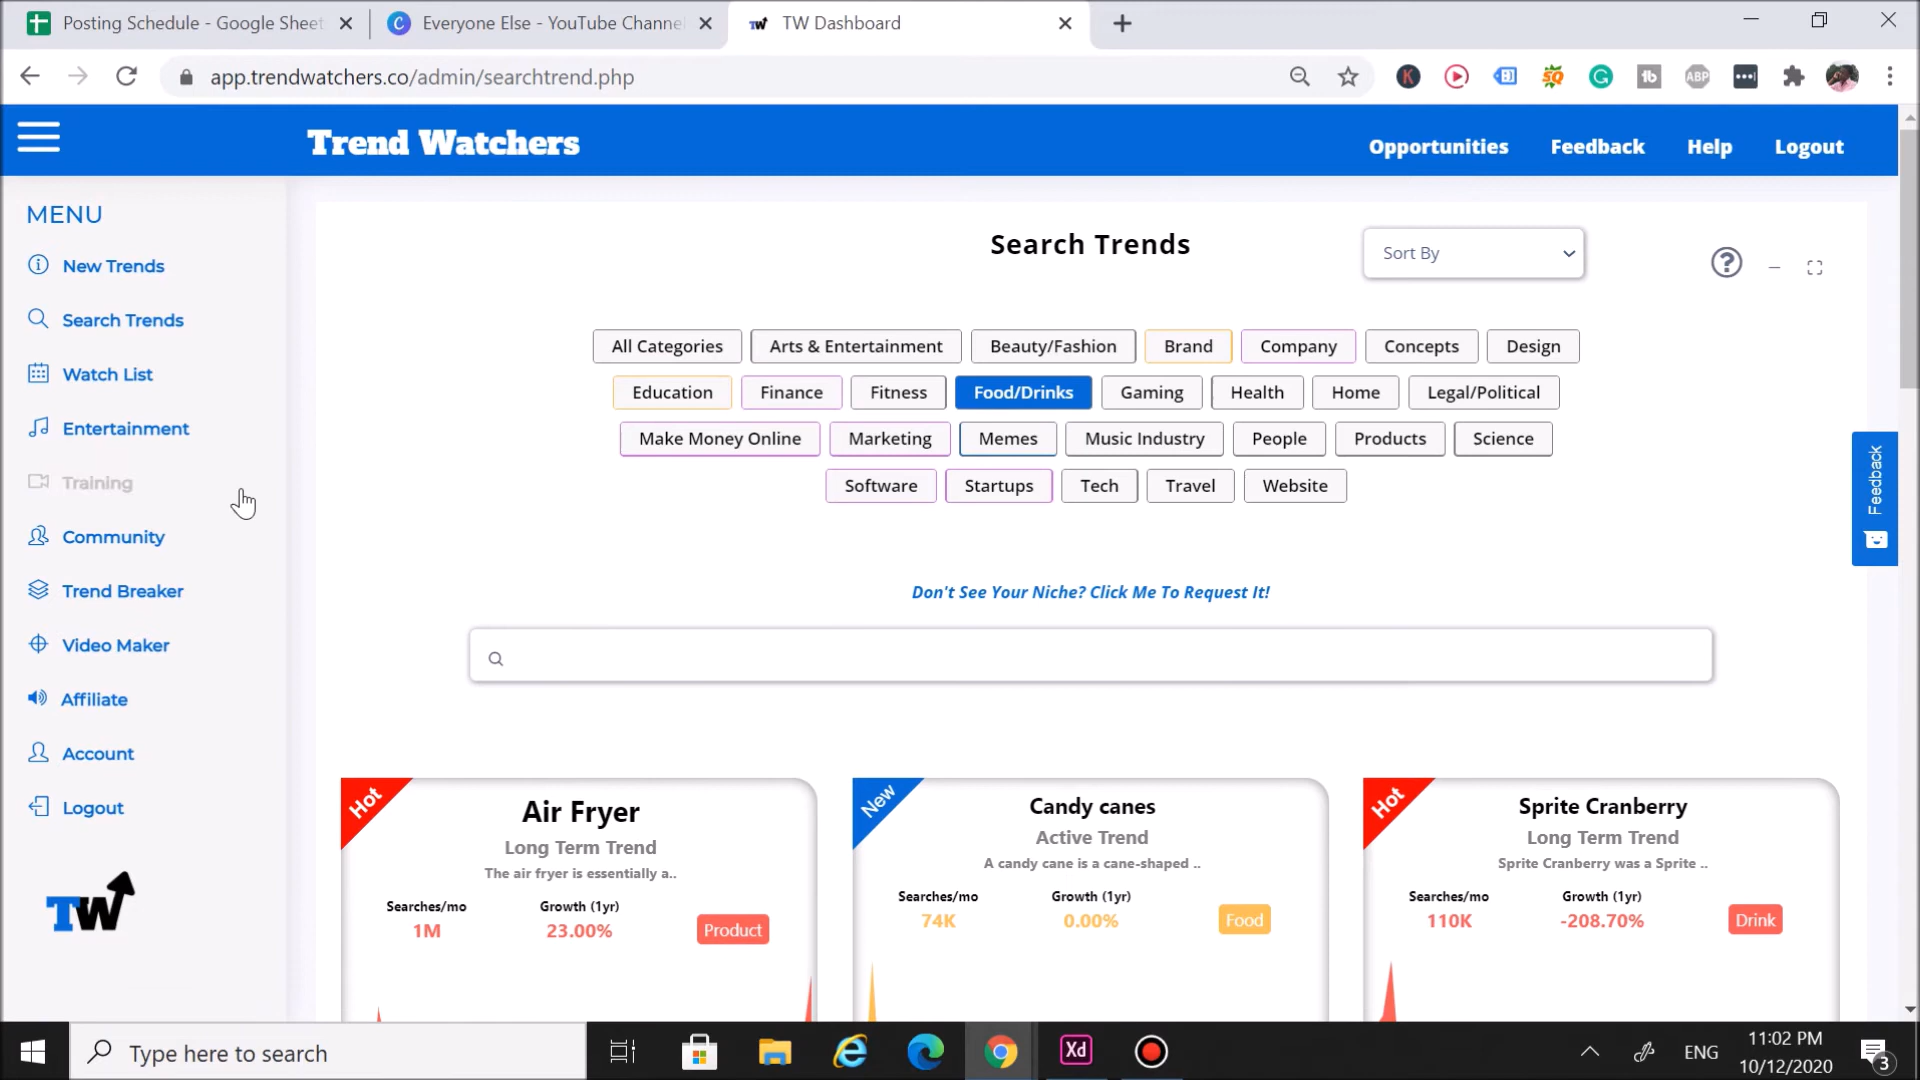 Posting Schedule - Google Sheet
Everyone Else - YouTube Channe
TW TW Dashboard
app.trendwatchers.co/admin/searchtrend.php
Trend Watchers
Opportunities Feedback Help Logout
MENU
New Trends
Search Trends
Watch List
Entertainment
Training
Community
Trend Breaker
Video Maker
Affiliate
Account
Logout
TW
Search Trends
Sort By
All Categories Arts & Entertainment Beauty/Fashion Brand Company Concepts Design
Education Finance Fitness Food/Drinks Gaming Health Home Legal/Political
Make Money Online Marketing Memes Music Industry People Products Science
Software Startups Tech Travel Website
Don't See Your Niche? Click Me To Request It!
Feedback
Hot
Air Fryer
Long Term Trend
The air fryer is essentially a..
Searches/mo Growth (1yr)
1M 23.00% Product
New
Candy canes
Active Trend
A candy cane is a cane-shaped ..
Searches/mo Growth (1yr)
74K 0.00% Food
Hot
Sprite Cranberry
Long Term Trend
Sprite Cranberry was a Sprite ..
Searches/mo Growth (1yr)
110K -208.70% Drink
Type here to search
Xd
ENG
11:02 PM
10/12/2020
3